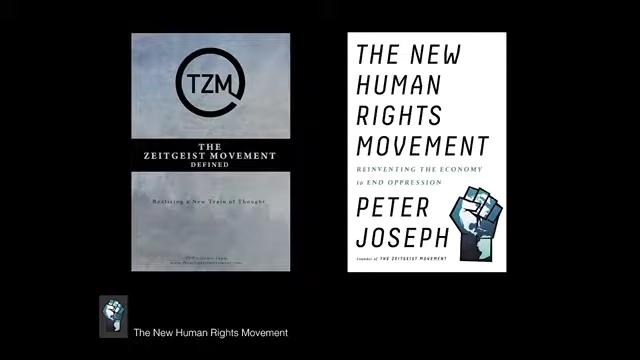 TZM
THE
ZEITGEIST MOVEMENT
DEFINED
Realizing a New Train of Thought
THE NEW
HUMAN
RIGHTS
MOVEMENT
REINVENTING THE ECONOMY
to END OPPRESSION
PETER
JOSEPH
founder of THE ZEITGEIST MOVEMENT
The New Human Rights Movement